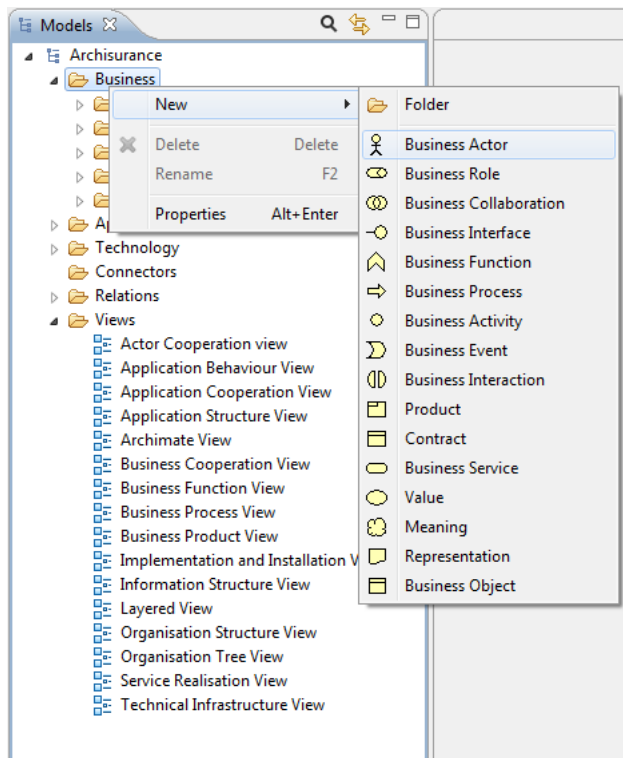 Models
Archisurance
Business
New
Delete Delete
Rename F2
Properties Alt+Enter
Folder
Business Actor
Business Role
Business Collaboration
Business Interface
Business Function
Business Process
Business Activity
Business Event
Business Interaction
Product
Contract
Business Service
Value
Meaning
Representation
Business Object
Technology
Connectors
Relations
Views
Actor Cooperation view
Application Behaviour View
Application Cooperation View
Application Structure View
Archimate View
Business Cooperation View
Business Function View
Business Process View
Business Product View
Implementation and Installation V
Information Structure View
Layered View
Organisation Structure View
Organisation Tree View
Service Realisation View
Technical Infrastructure View